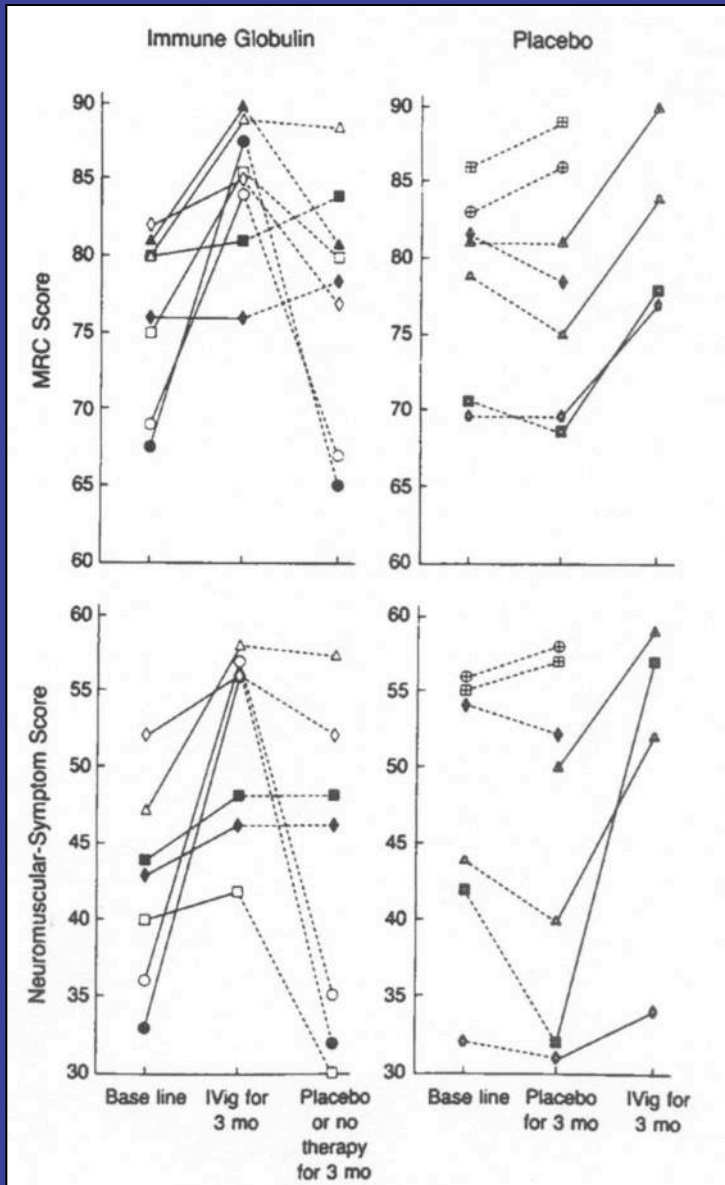 Immune Globulin
Placebo
MRC Score
90
85
80
75
70
65
60
90
85
80
75
70
65
60
Neuromuscular-Symptom Score
60
55
50
45
40
35
30
60
55
50
45
40
35
30
Base line
IVig for
3 mo
Placebo
or no
therapy
for 3 mo
Base line
Placebo
for 3 mo
IVig for
3 mo